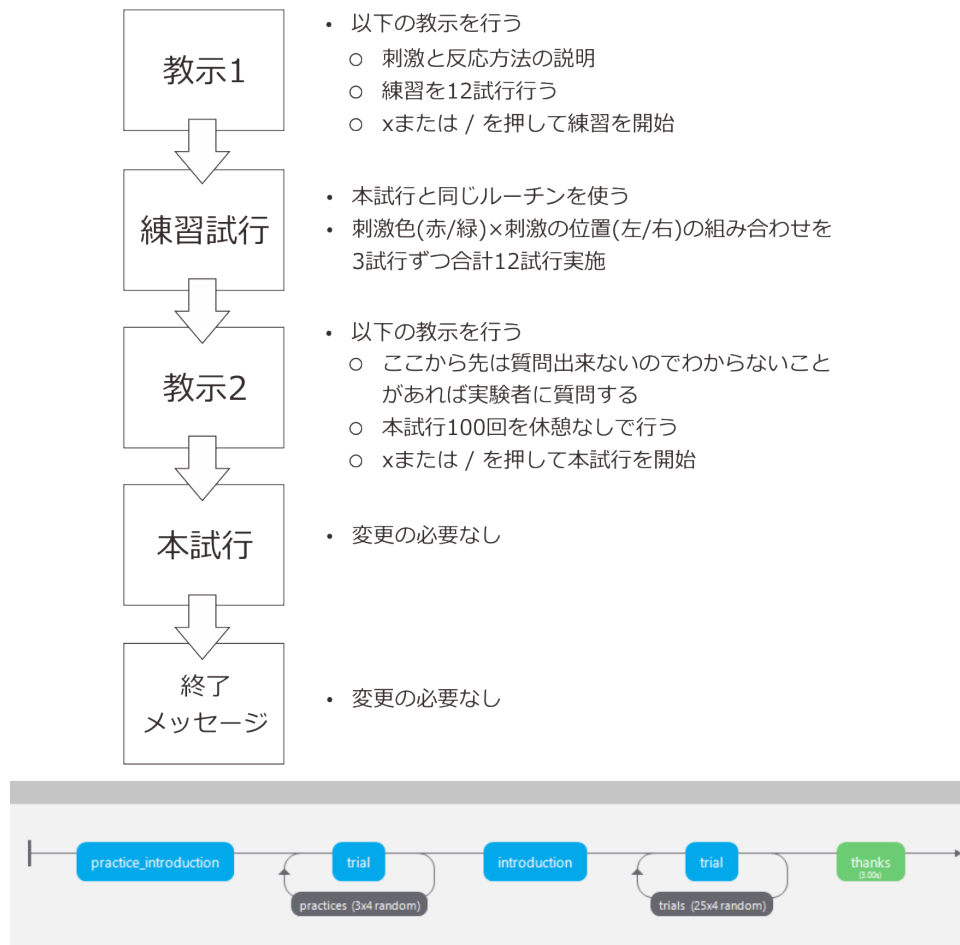 教示1
• 以下の教示を行う
○ 刺激と反応方法の説明
○ 練習を12試行行う
○ xまたは / を押して練習を開始
練習試行
• 本試行と同じルーチンを使う
• 刺激色(赤/緑)×刺激の位置(左/右)の組み合わせを
3試行ずつ合計12試行実施
教示2
• 以下の教示を行う
○ ここから先は質問出来ないのでわからないこと
があれば実験者に質問する
○ 本試行100回を休憩なしで行う
○ xまたは / を押して本試行を開始
本試行
• 変更の必要なし
終了
メッセージ
• 変更の必要なし
practice_introduction
trial
practices (3x4 random)
introduction
trial
trials (25x4 random)
thanks
(3.00s)